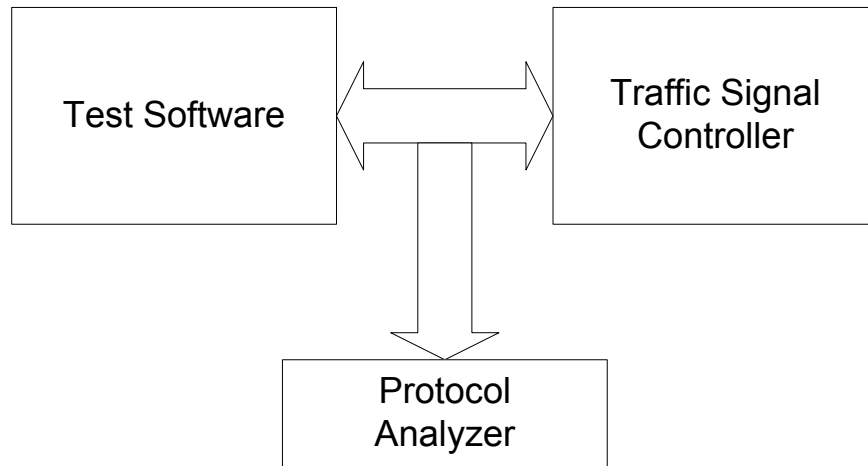 Test Software
Traffic Signal
Controller
Protocol
Analyzer